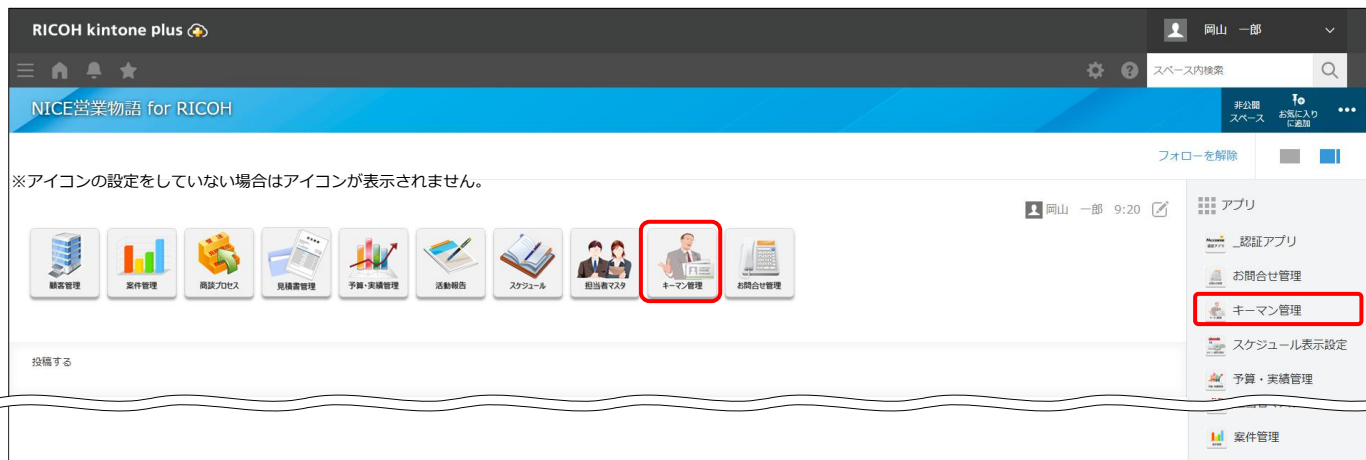 RICOH kintone plus
岡山 一郎
スペース内検索
NICE営業物語 for RICOH
非公開
スペース
お気に入り
に追加
フォローを解除
※アイコンの設定をしていない場合はアイコンが表示されません。
岡山 一郎 9:20
顧客管理
案件管理
商談プロセス
見積書管理
予算・実績管理
活動報告
スケジュール
担当者マスタ
キーマン管理
お問合せ管理
投稿する
アプリ
_認証アプリ
お問合せ管理
キーマン管理
スケジュール表示設定
予算・実績管理
案件管理